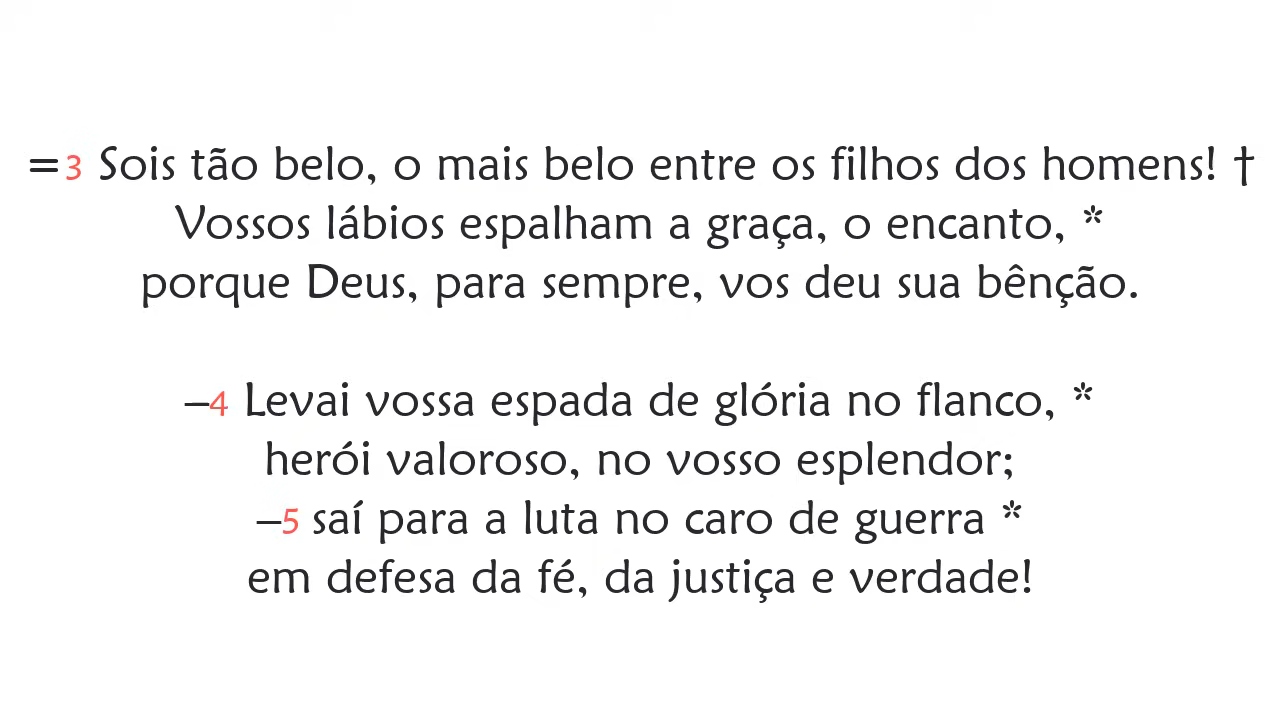 =3 Sois tão belo, o mais belo entre os filhos dos homens! †
Vossos lábios espalham a graça, o encanto, *
porque Deus, para sempre, vos deu sua bênção.
–4 Levai vossa espada de glória no flanco, *
herói valoroso, no vosso esplendor;
–5 saí para a luta no caro de guerra *
em defesa da fé, da justiça e verdade!